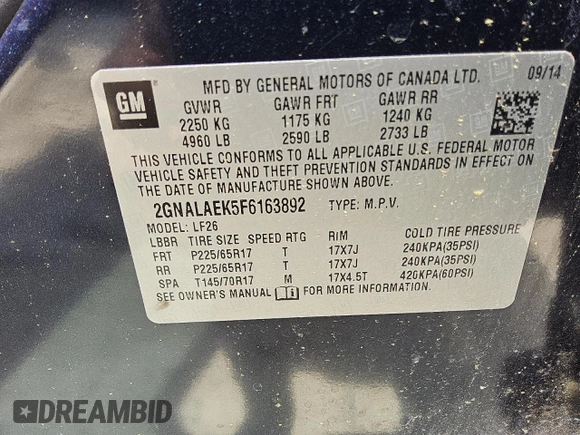 MFD BY GENERAL MOTORS OF CANADA LTD. 09/14
GM
GVWR GAWR FRT GAWR RR
2250 KG 1175 KG 1240 KG
4960 LB 2590 LB 2733 LB
THIS VEHICLE CONFORMS TO ALL APPLICABLE U.S. FEDERAL MOTOR
VEHICLE SAFETY AND THEFT PREVENTION STANDARDS IN EFFECT ON
THE DATE OF MANUFACTURE SHOWN ABOVE.
2GNALAEK5F6163892 TYPE: M.P.V.
MODEL: LF26
LBBR TIRE SIZE SPEED RTG RIM COLD TIRE PRESSURE
FRT P225/65R17 T 17X7J 240KPA(35PSI)
RR P225/65R17 T 17X7J 240KPA(35PSI)
SPA T145/70R17 M 17X4.5T 420KPA(60PSI)
SEE OWNER'S MANUAL FOR MORE INFORMATION.
DREAMBID